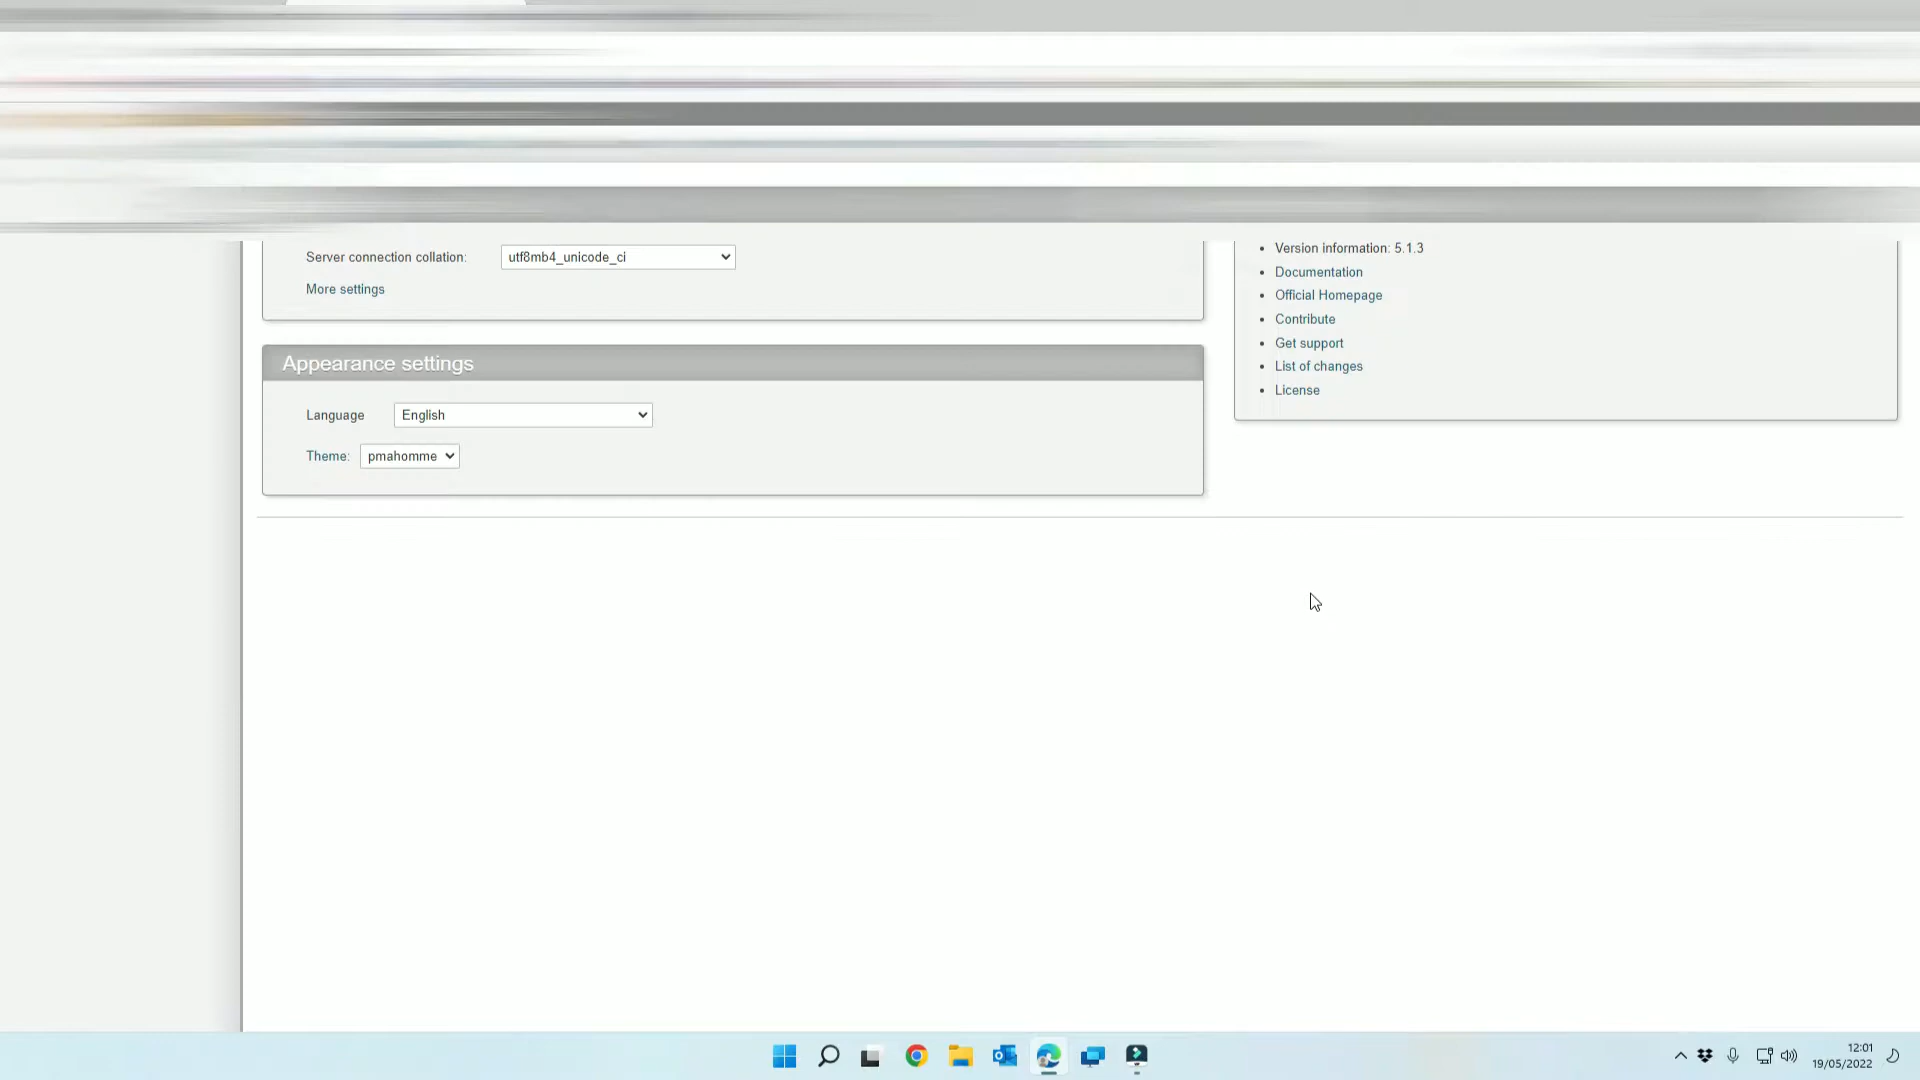 Server connection collation: utf8mb4_unicode_ci
More settings
Appearance settings
Language English
Theme: pmahomme
Version information: 5.1.3
Documentation
Official Homepage
Contribute
Get support
List of changes
License
12:01
19/05/2022